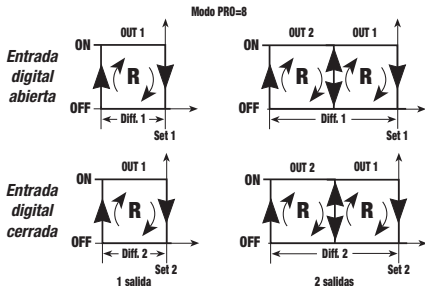 Modo PRO=8
Entrada digital abierta
OUT 1
ON
R
OFF
Diff. 1
Set 1
OUT 2 OUT 1
ON
R R
OFF
Diff. 1
Set 1
Entrada digital cerrada
OUT 1
ON
R
OFF
Diff. 2
Set 2
1 salida
OUT 2 OUT 1
ON
R R
OFF
Diff. 2
Set 2
2 salidas